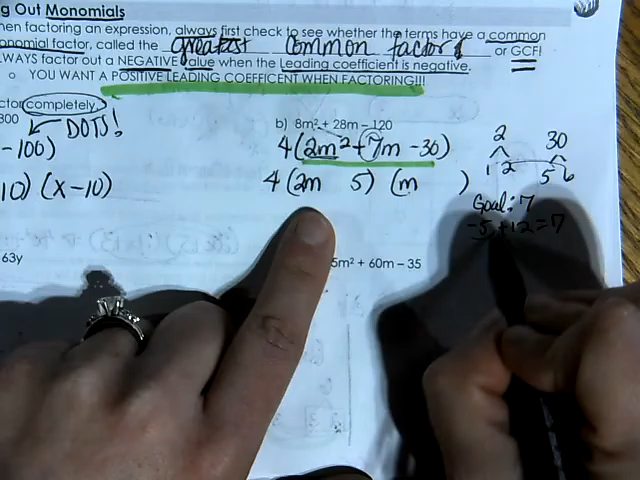 g Out Monomials
hen factoring an expression, always first check to see whether the terms have a common
onomial factor, called the greatest common factor or GCF!
LWAYS factor out a NEGATIVE value when the Leading coefficient is negative.
o YOU WANT A POSITIVE LEADING COEFFICENT WHEN FACTORING!!!
ctor completely.
300
DOTS!
-100)
10) (x-10)
63y
b) 8m² + 28m – 120
4(2m²+7m -30)
4(2m 5) (m )
5m² + 60m – 35
2 30
1 2 5 6
Goal: 7
-5+12=7